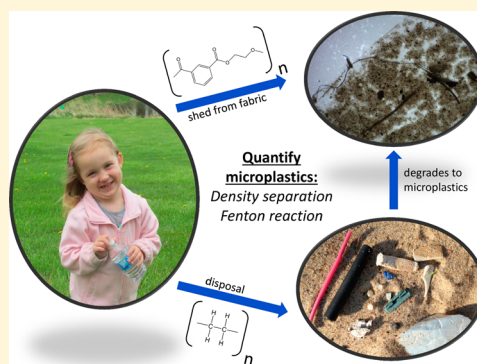 O
O
O
O
n
shed from fabric
Quantify
microplastics:
Density separation
Fenton reaction
degrades to
microplastics
disposal
H H
C C
H H
n